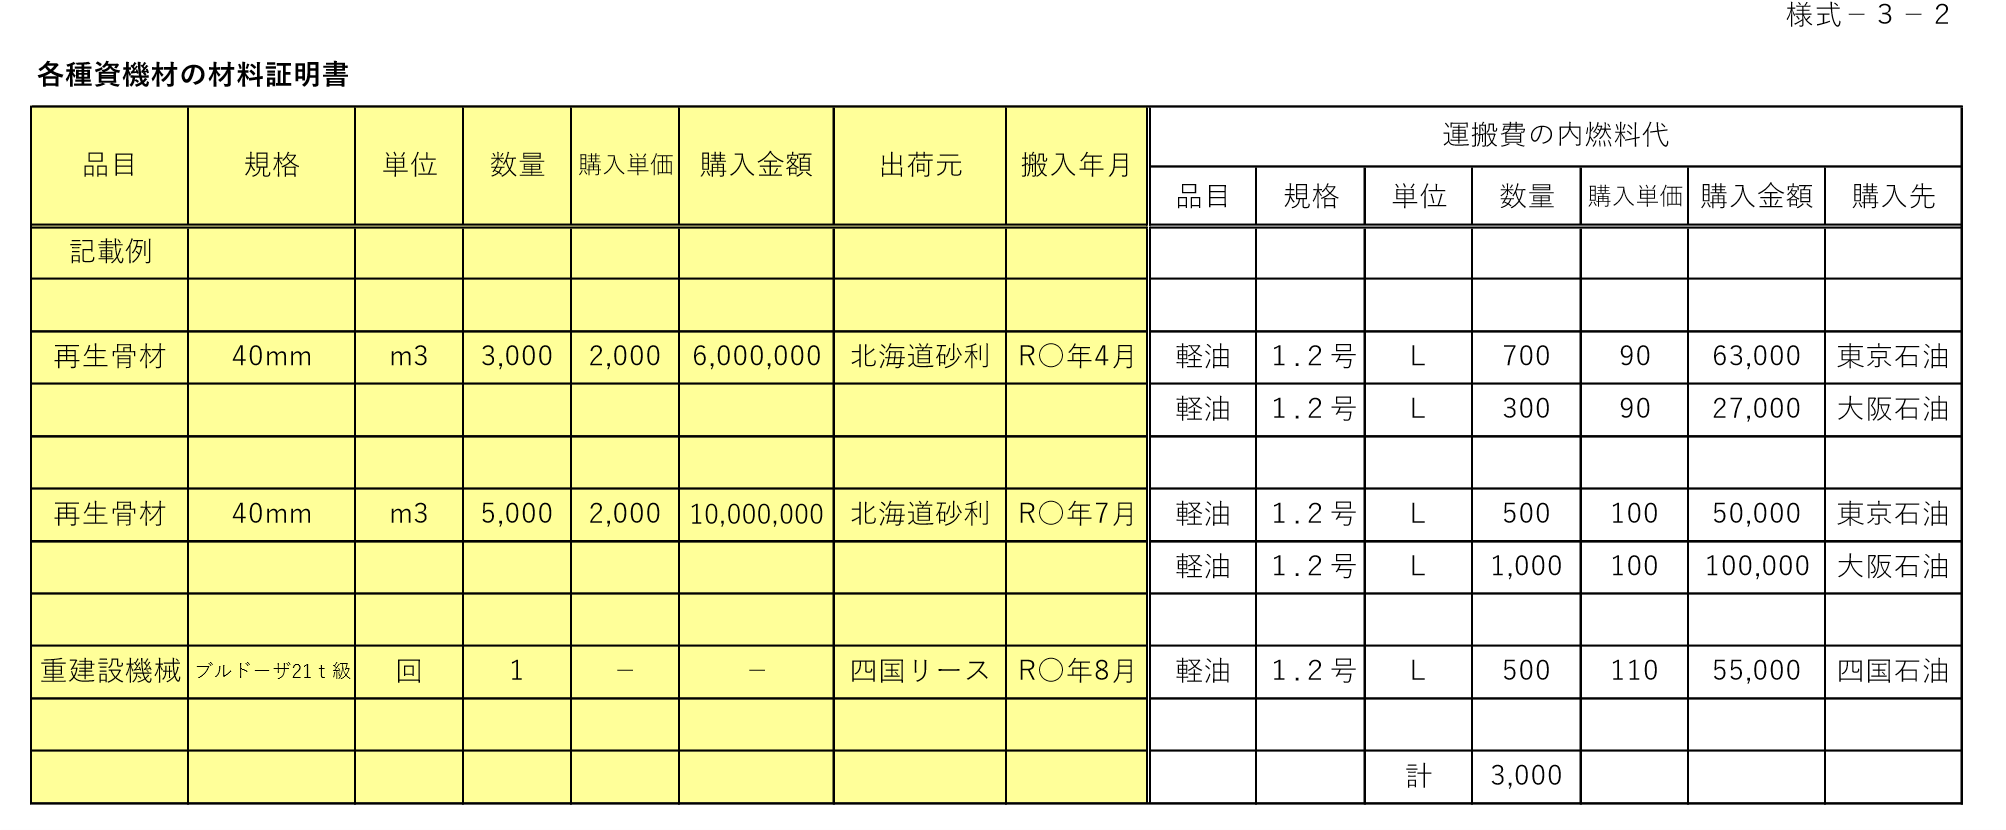 様式－３－２
各種資機材の材料証明書
品目 規格 単位 数量 購入単価 購入金額 出荷元 搬入年月 運搬費の内燃料代
品目 規格 単位 数量 購入単価 購入金額 購入先
記載例
再生骨材 40mm m3 3,000 2,000 6,000,000 北海道砂利 R〇年4月 軽油 １.２号 L 700 90 63,000 東京石油
軽油 １.２号 L 300 90 27,000 大阪石油
再生骨材 40mm m3 5,000 2,000 10,000,000 北海道砂利 R〇年7月 軽油 １.２号 L 500 100 50,000 東京石油
軽油 １.２号 L 1,000 100 100,000 大阪石油
重建設機械 ブルドーザ21ｔ級 回 1 － － 四国リース R〇年8月 軽油 １.２号 L 500 110 55,000 四国石油
計 3,000